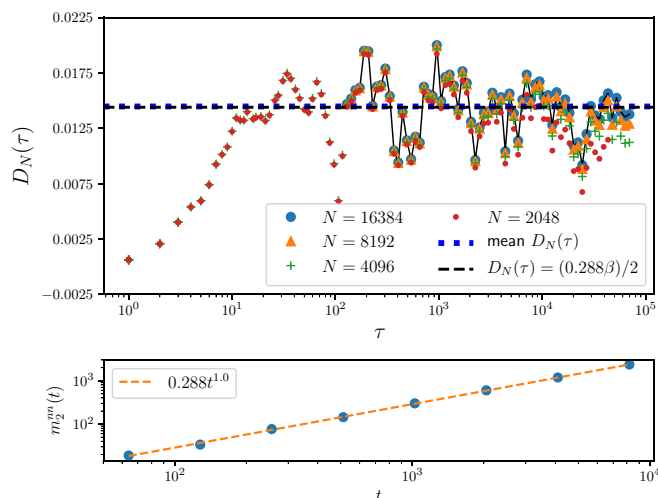 0.0225
0.0175
0.0125
0.0075
0.0025
−0.0025
D_N(τ)
N = 16384
N = 8192
N = 4096
N = 2048
mean D_N(τ)
D_N(τ) = (0.288β)/2
10^0 10^1 10^2 10^3 10^4 10^5
τ
10^3
10^2
m_2^{nn}(t)
0.288t^{1.0}
10^2 10^3 10^4
t